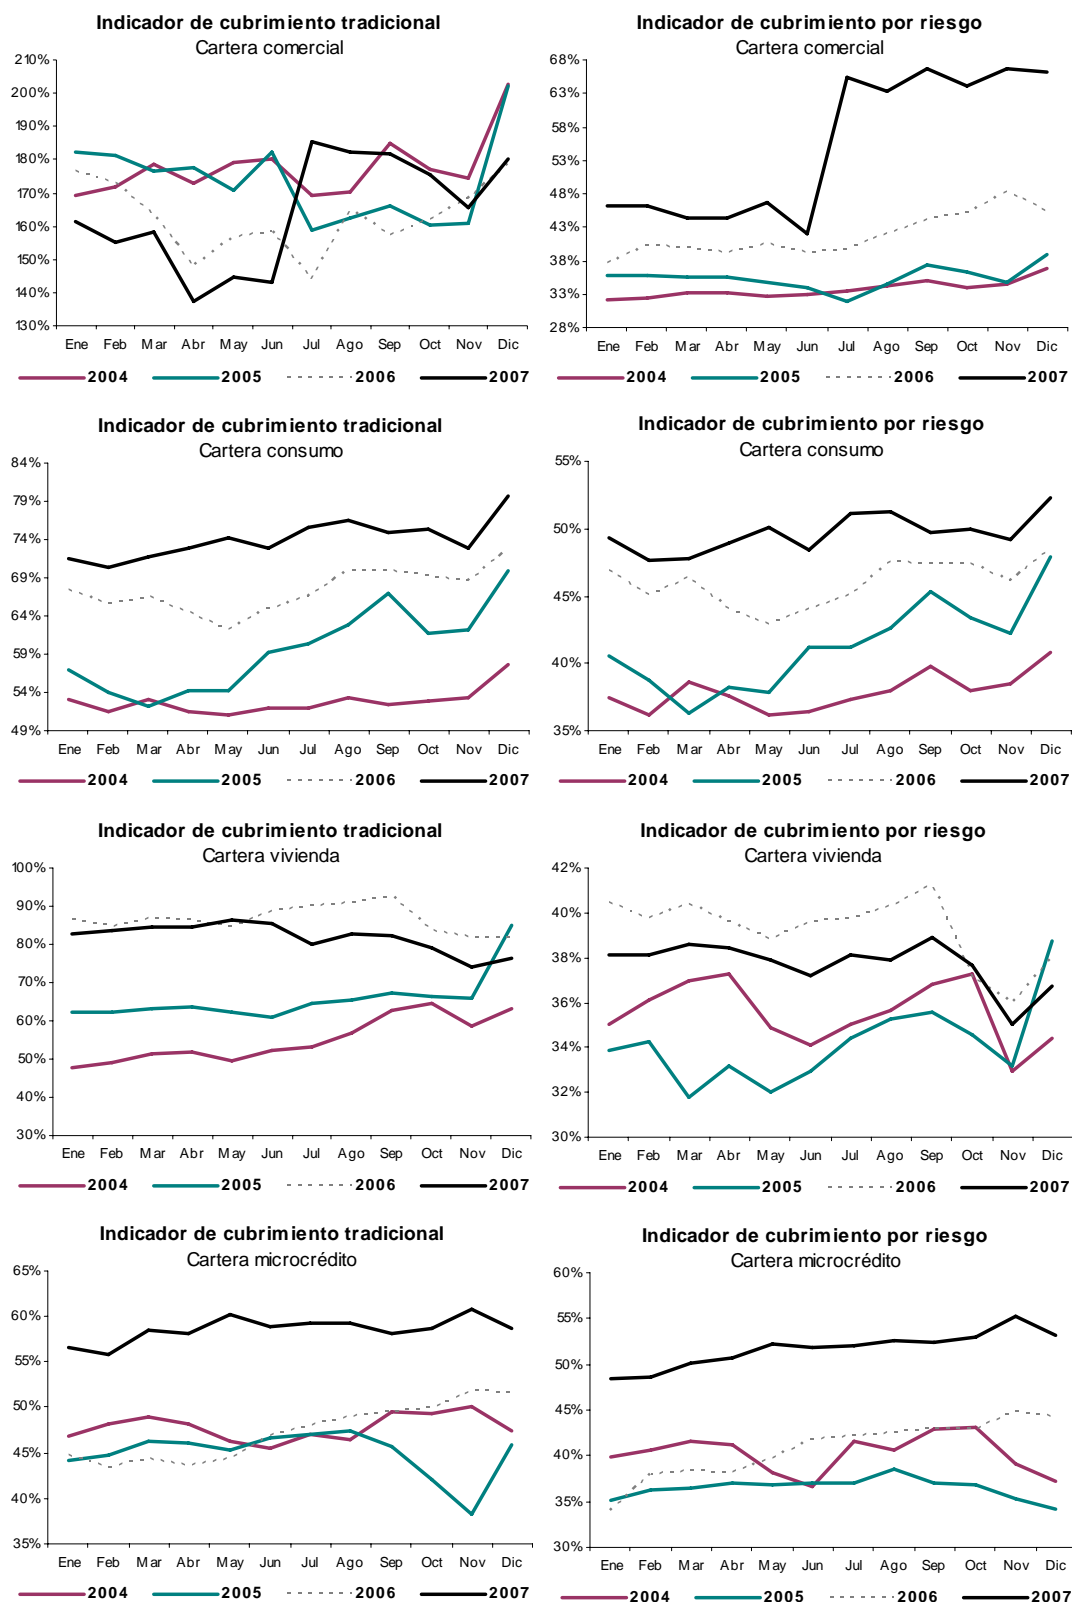 Indicador de cubrimiento tradicional
Cartera comercial
210%
200%
190%
180%
170%
160%
150%
140%
130%
Ene Feb Mar Abr May Jun Jul Ago Sep Oct Nov Dic
2004 2005 2006 2007
Indicador de cubrimiento por riesgo
Cartera comercial
68%
63%
58%
53%
48%
43%
38%
33%
28%
Ene Feb Mar Abr May Jun Jul Ago Sep Oct Nov Dic
2004 2005 2006 2007
Indicador de cubrimiento tradicional
Cartera consumo
84%
79%
74%
69%
64%
59%
54%
49%
Ene Feb Mar Abr May Jun Jul Ago Sep Oct Nov Dic
2004 2005 2006 2007
Indicador de cubrimiento por riesgo
Cartera consumo
55%
50%
45%
40%
35%
Ene Feb Mar Abr May Jun Jul Ago Sep Oct Nov Dic
2004 2005 2006 2007
Indicador de cubrimiento tradicional
Cartera vivienda
100%
90%
80%
70%
60%
50%
40%
30%
Ene Feb Mar Abr May Jun Jul Ago Sep Oct Nov Dic
2004 2005 2006 2007
Indicador de cubrimiento por riesgo
Cartera vivienda
42%
40%
38%
36%
34%
32%
30%
Ene Feb Mar Abr May Jun Jul Ago Sep Oct Nov Dic
2004 2005 2006 2007
Indicador de cubrimiento tradicional
Cartera microcrédito
65%
60%
55%
50%
45%
40%
35%
Ene Feb Mar Abr May Jun Jul Ago Sep Oct Nov Dic
2004 2005 2006 2007
Indicador de cubrimiento por riesgo
Cartera microcrédito
60%
55%
50%
45%
40%
35%
30%
Ene Feb Mar Abr May Jun Jul Ago Sep Oct Nov Dic
2004 2005 2006 2007